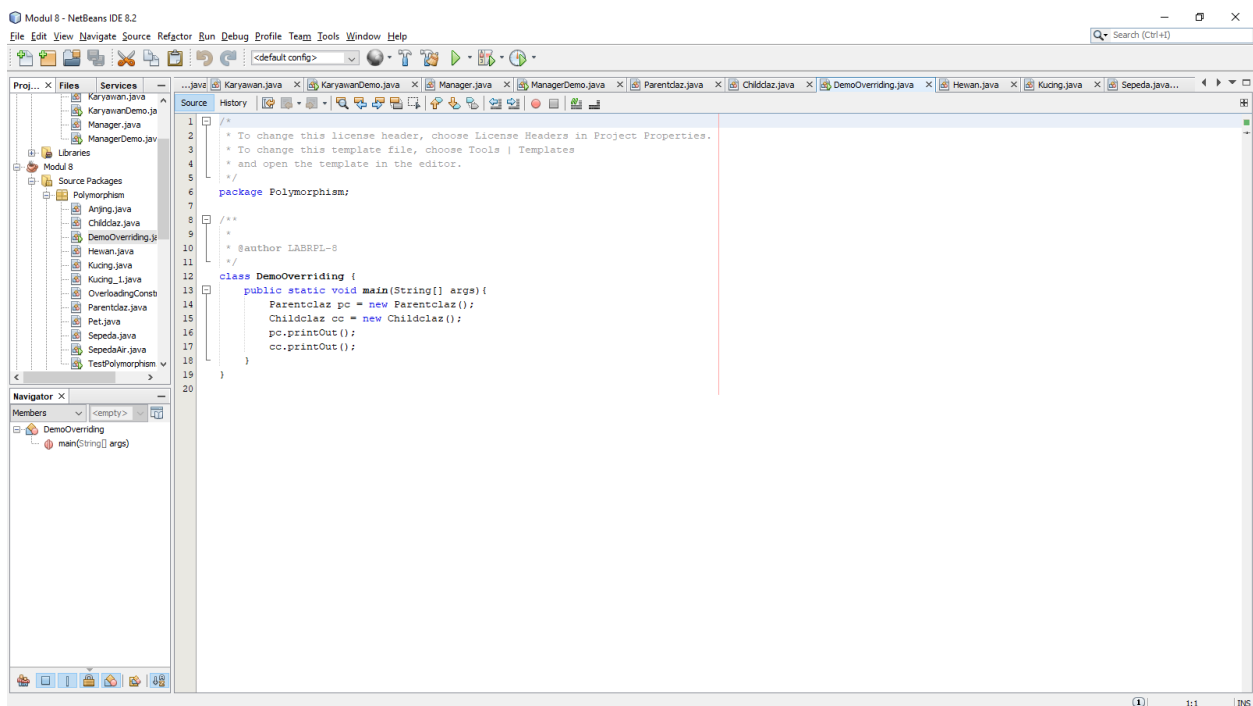 Modul 8 - NetBeans IDE 8.2
File Edit View Navigate Source Refactor Run Debug Profile Team Tools Window Help
Search (Ctrl+I)
<default config>
Proj... Files Services
...java Karyawan.java KaryawanDemo.java Manager.java ManagerDemo.java Parentclaz.java Childclaz.java DemoOverriding.java Hewan.java Kucing.java Sepeda.java...
Source History
Karyawan.java
KaryawanDemo.ja
Manager.java
ManagerDemo.jav
Libraries
Modul 8
Source Packages
Polymorphism
Anjing.java
Childclaz.java
DemoOverriding.ja
Hewan.java
Kucing.java
Kucing_1.java
OverloadingConst
Parentclaz.java
Pet.java
Sepeda.java
SepedaAir.java
TestPolymorphism
Navigator
Members <empty>
DemoOverriding
main(String[] args)
1 /*
2 * To change this license header, choose License Headers in Project Properties.
3 * To change this template file, choose Tools | Templates
4 * and open the template in the editor.
5 */
6 package Polymorphism;
7
8 /**
9 *
10 * @author LABRPL-8
11 */
12 class DemoOverriding {
13 public static void main(String[] args){
14 Parentclaz pc = new Parentclaz();
15 Childclaz cc = new Childclaz();
16 pc.printOut();
17 cc.printOut();
18 }
19 }
20
1 1:1 INS